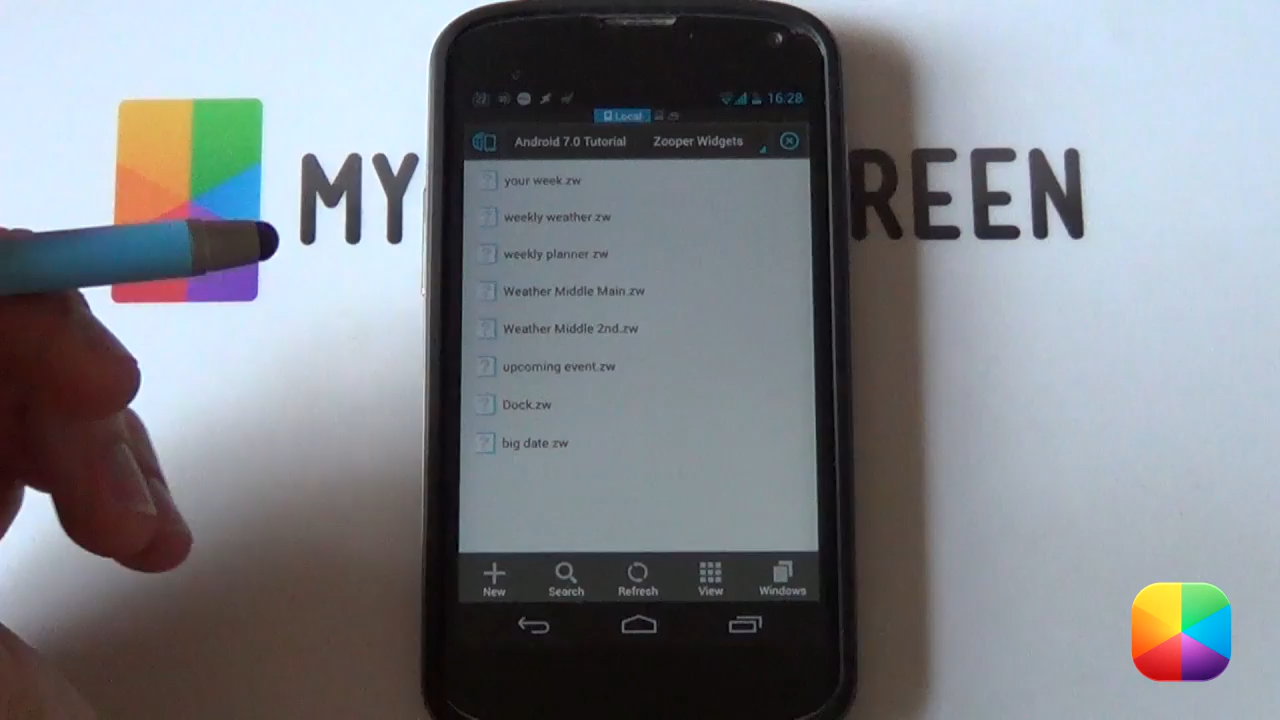 16:28
Local
Android 7.0 Tutorial Zooper Widgets
MY REEN
your week.zw
weekly weather.zw
weekly planner.zw
Weather Middle Main.zw
Weather Middle 2nd.zw
upcoming event.zw
Dock.zw
big date.zw
New Search Refresh View Windows